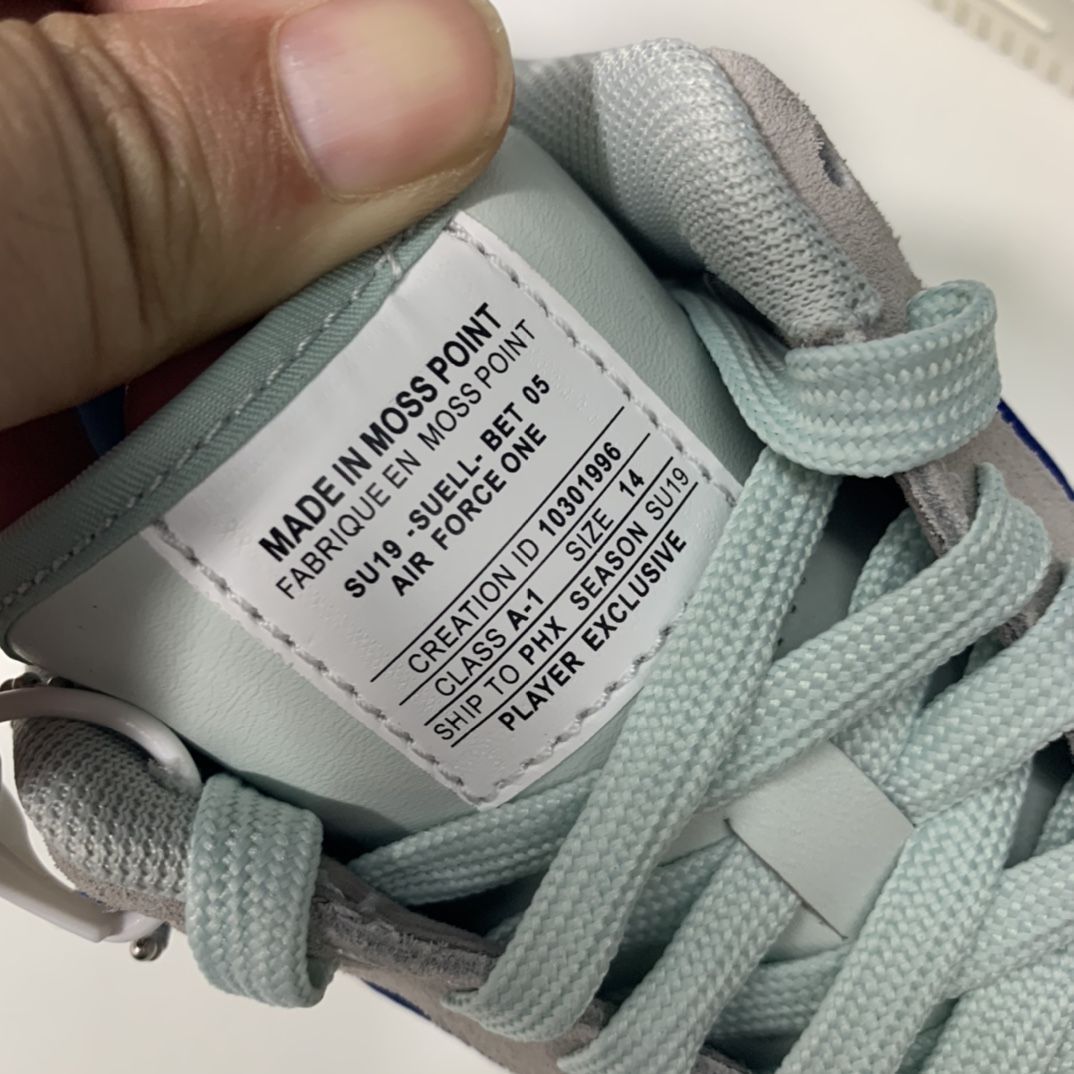 MADE IN MOSS POINT
FABRIQUE EN MOSS POINT
SU19 -SUELL- BET 05
AIR FORCE ONE
CREATION ID 10301996
CLASS A-1 SIZE 14
SHIP TO PHX SEASON SU19
PLAYER EXCLUSIVE